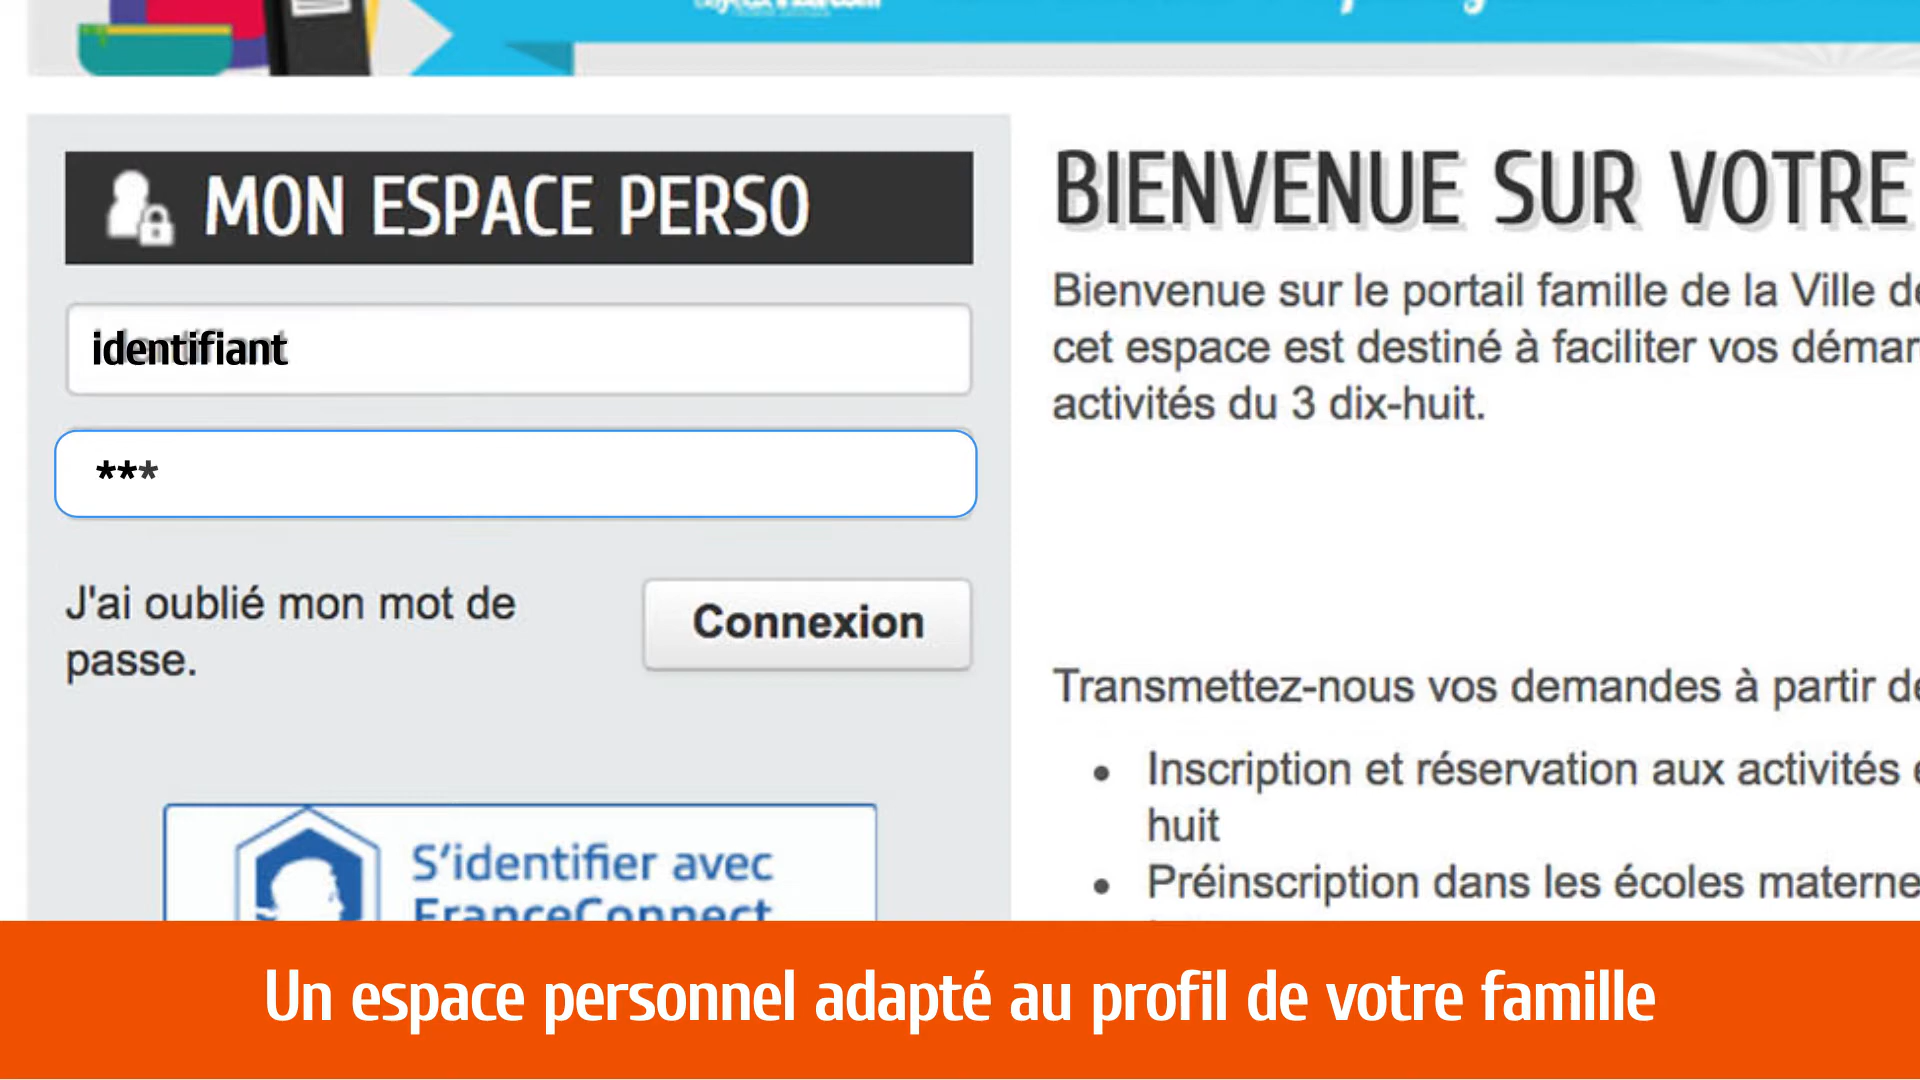 MON ESPACE PERSO
identifiant
***
J'ai oublié mon mot de
passe.
Connexion
S'identifier avec
FranceConnect
BIENVENUE SUR VOTRE
Bienvenue sur le portail famille de la Ville de
cet espace est destiné à faciliter vos démar
activités du 3 dix-huit.
Transmettez-nous vos demandes à partir de
• Inscription et réservation aux activités e
huit
• Préinscription dans les écoles materne
Un espace personnel adapté au profil de votre famille